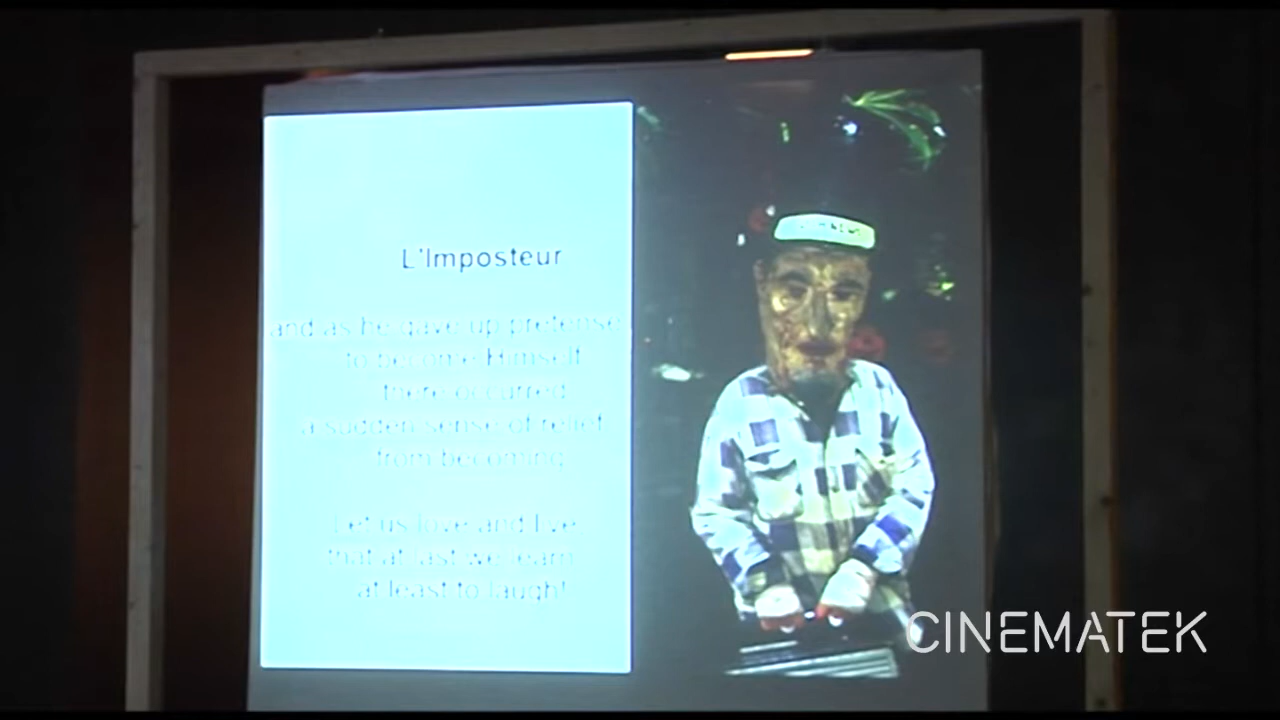 L'Imposteur
and as he gave up pretense
to become Himself
there occurred
a sudden sense of relief
from becoming
Let us love and live,
that at last we learn
at least to laugh!
CINEMATEK